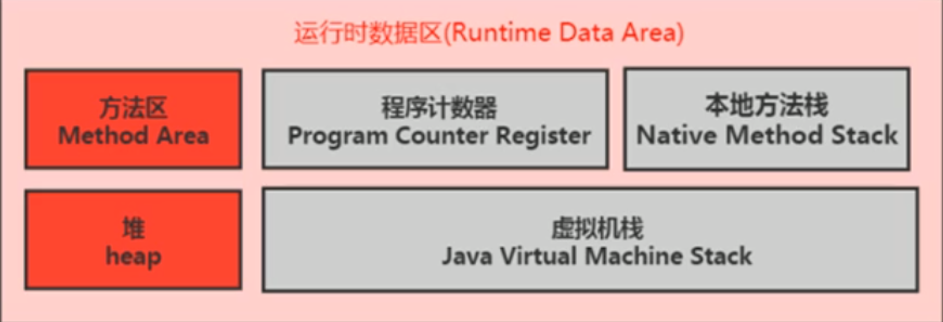 运行时数据区(Runtime Data Area)
方法区
Method Area
程序计数器
Program Counter Register
本地方法栈
Native Method Stack
堆
heap
虚拟机栈
Java Virtual Machine Stack